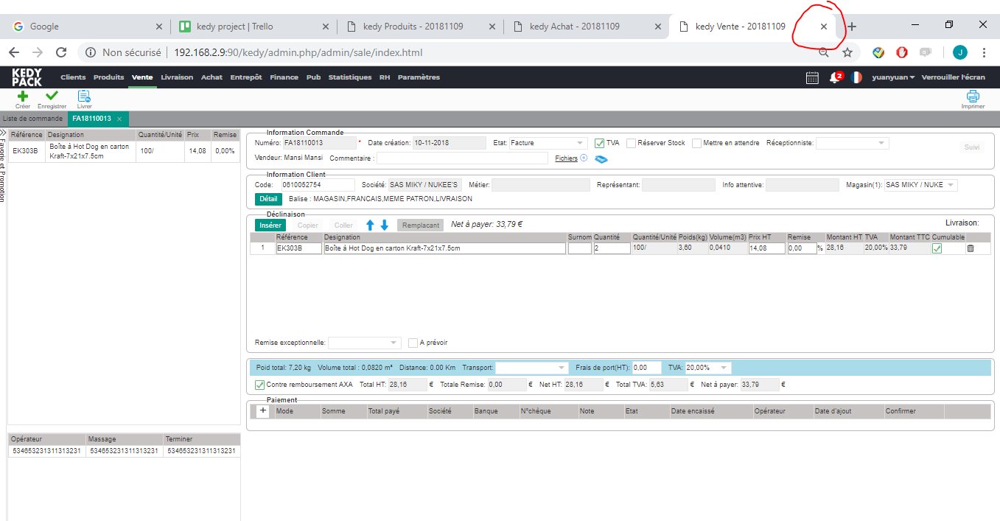 Google
kedy project | Trello
kedy Produits - 20181109
kedy Achat - 20181109
kedy Vente - 20181109
Non sécurisé
192.168.2.9:90/kedy/admin.php/admin/sale/index.html
J
KEDY PACK
Clients Produits Vente Livraison Achat Entrepôt Finance Pub Statistiques RH Paramètres
2
yuanyuan
Verrouiller l'écran
Créer Enregistrer Livrer
Imprimer
Liste de commande FA18110013
Favorie et Promotion
Référence Designation Quantité/Unité Prix Remise
EK303B Boîte à Hot Dog en carton Kraft-7x21x7.5cm 100/ 14,08 0,00%
Information Commande
Numéro: FA18110013 * Date création: 10-11-2018 Etat: Facture TVA Réserver Stock Mettre en attendre Réceptionniste: Suivi
Vendeur: Mansi Mansi Commentaire : Fichiers
Information Client
Code: 0610052754 Société: SAS MIKY / NUKEE'S Métier: Représentant: Info attentive: Magasin(1): SAS MIKY / NUKE
Détail Balise : MAGASIN,FRANCAIS,MEME PATRON,LIVRAISON
Déclinaison
Insérer Copier Coller Remplacant Net à payer: 33,79 € Livraison:
Référence Designation Surnom Quantité Quantité/Unité Poids(kg) Volume(m3) Prix HT Remise Montant HT TVA Montant TTC Cumulable
1 EK303B Boîte à Hot Dog en carton Kraft-7x21x7.5cm 2 100/ 3,60 0,0410 14,08 0,00 % 28,16 20,00% 33,79
Remise exceptionnelle: A prévoir
Poid total: 7,20 kg Volume total : 0,0820 m³ Distance: 0.00 Km Transport: Frais de port(HT): 0,00 TVA: 20,00%
Contre remboursement AXA Total HT: 28,16 € Totale Remise: 0,00 € Net HT: 28,16 € Total TVA: 5,63 € Net à payer: 33,79 €
Paiement
+ Mode Somme Total payé Société Banque N°chèque Note Etat Date encaissé Opérateur Date d'ajout Confirmer
Opérateur Massage Terminer
534653231311313231 534653231311313231 534653231311313231